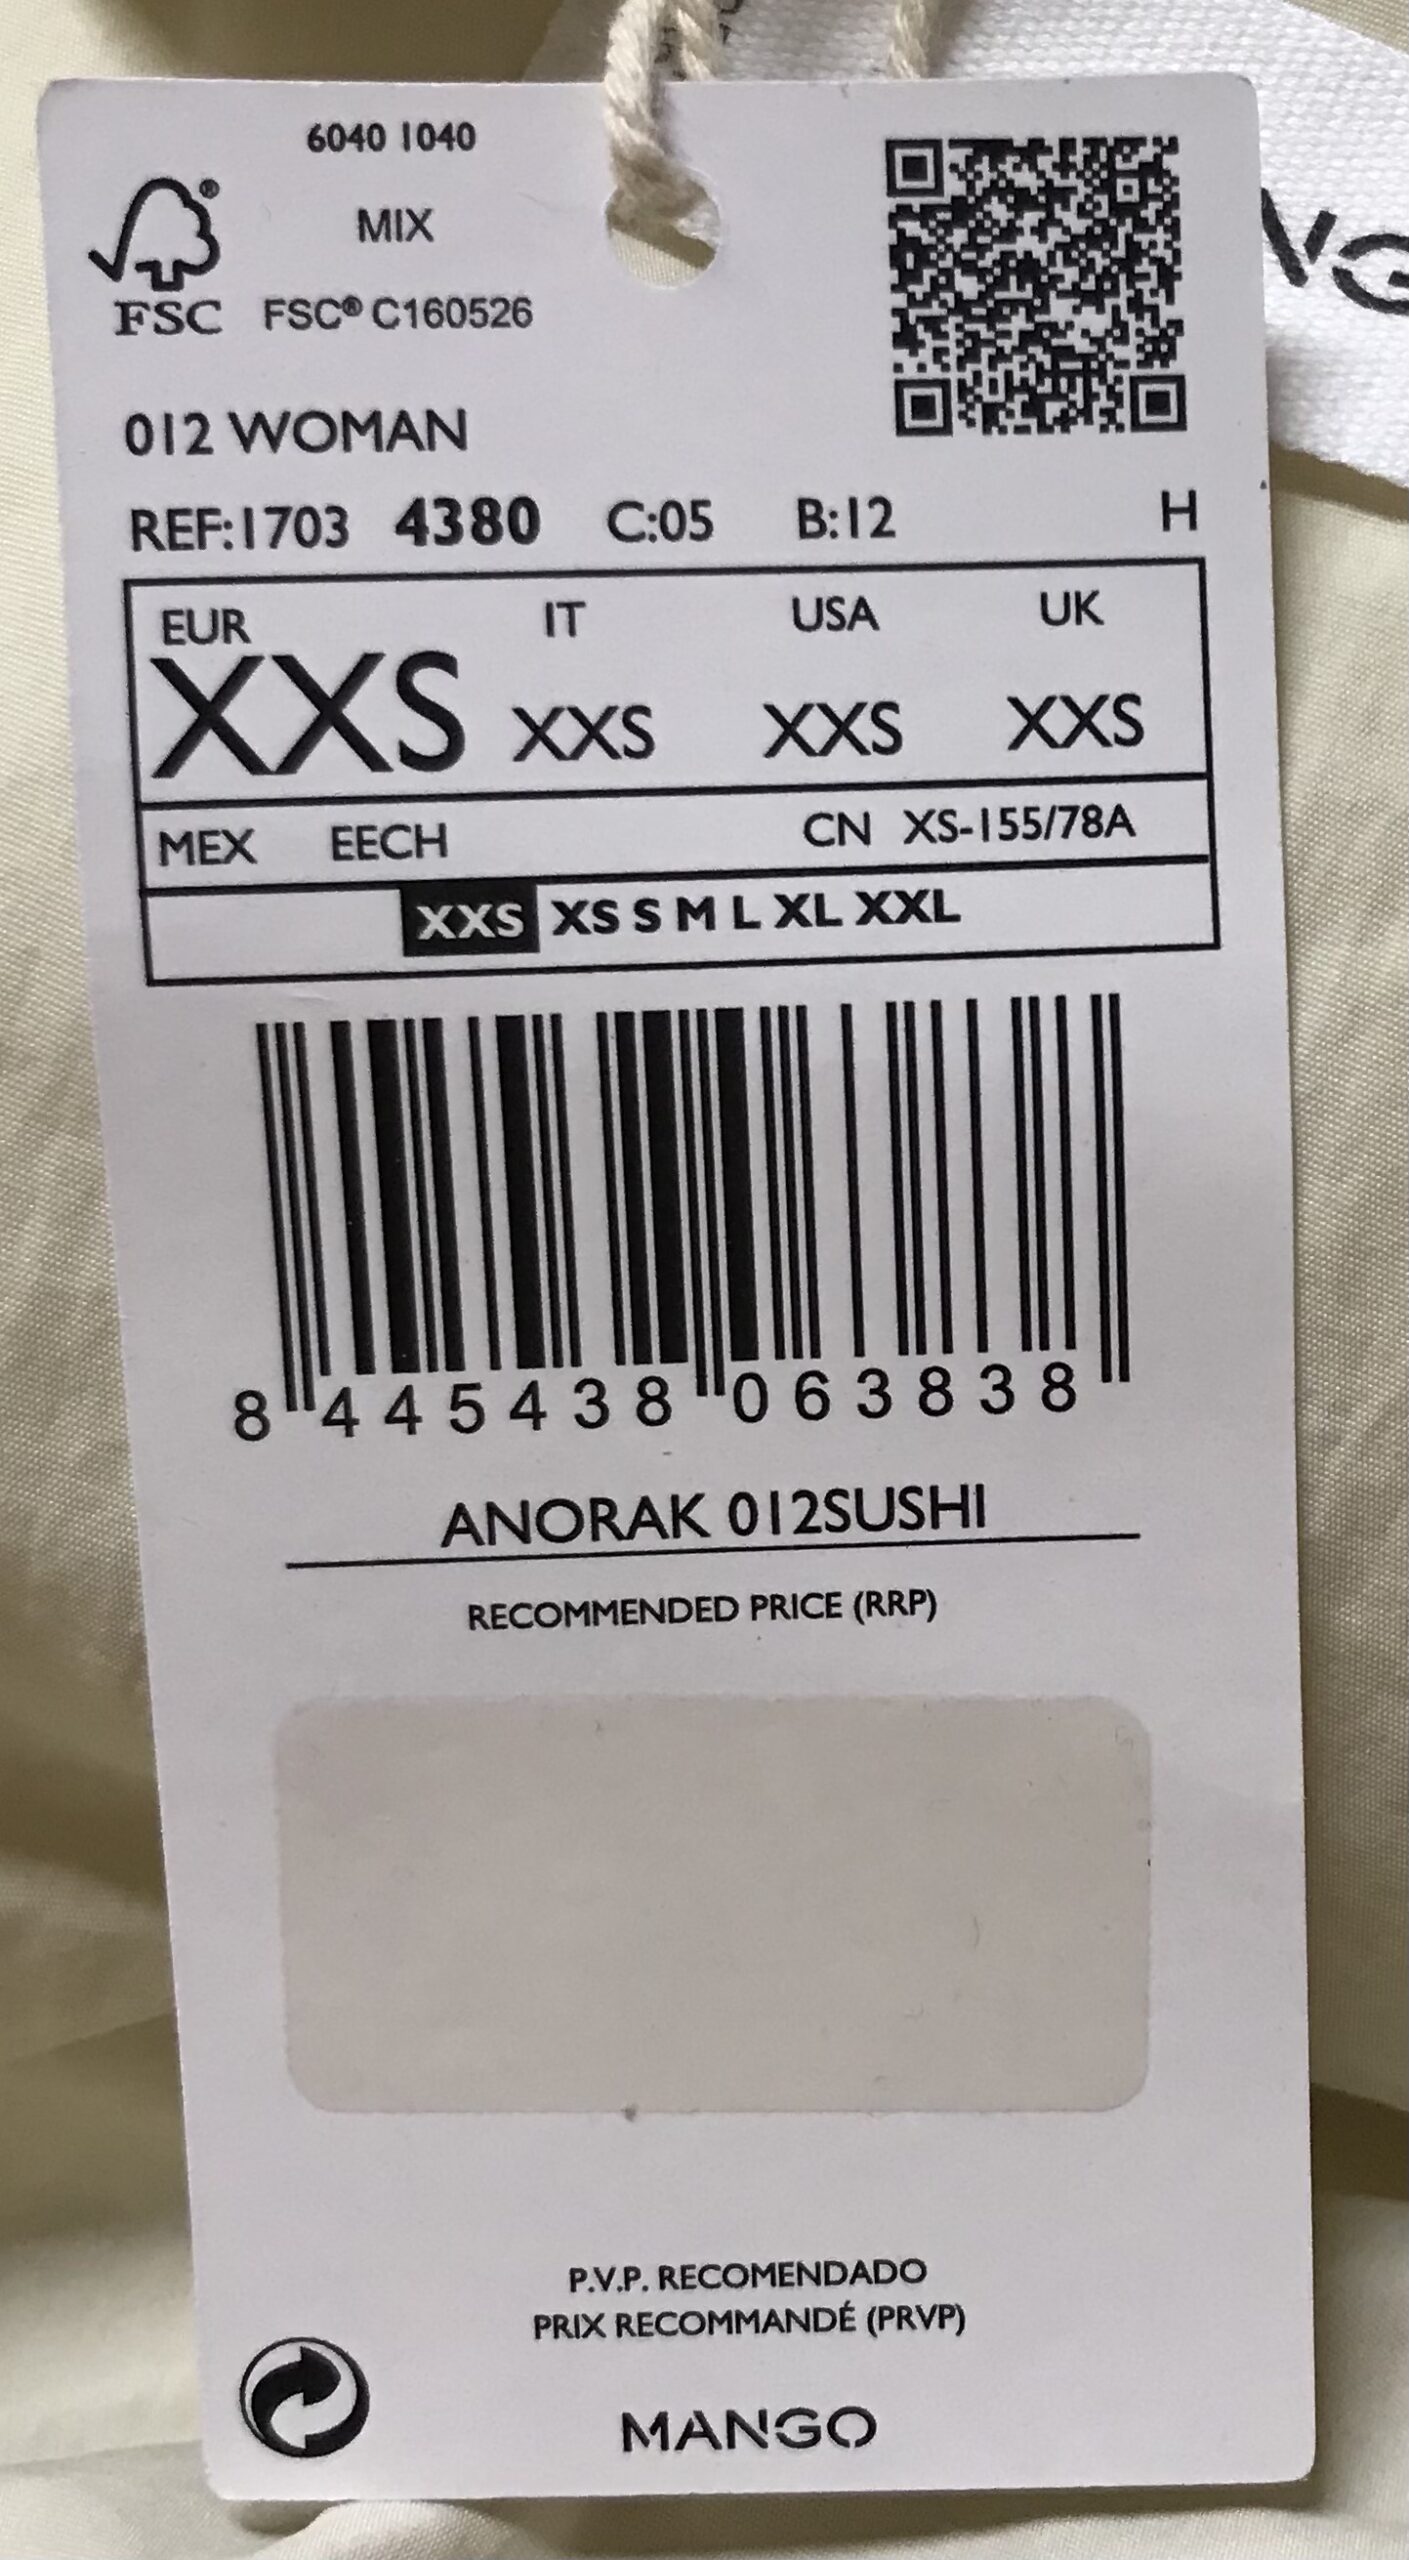 6040 1040
MIX
FSC FSC® C160526
012 WOMAN
REF:1703 4380 C:05 B:12 H
EUR IT USA UK
XXS XXS XXS XXS
MEX EECH CN XS-155/78A
XXS XS S M L XL XXL
8 445438 063838
ANORAK 012SUSHI
RECOMMENDED PRICE (RRP)
P.V.P. RECOMENDADO
PRIX RECOMMANDÉ (PRVP)
MANGO